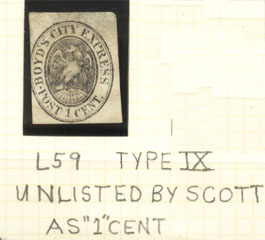 BOYD'S CITY EXPRESS
POST 1 CENT.
L59 TYPE IX
UNLISTED BY SCOTT
AS "1" CENT